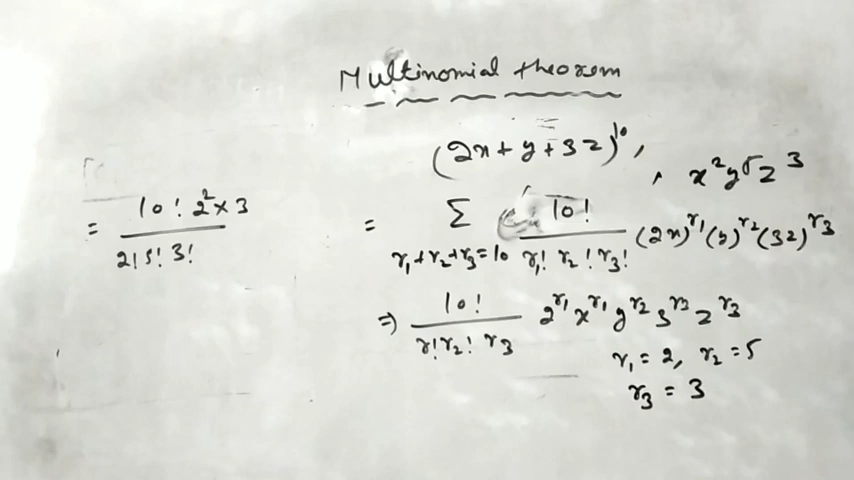 Multinomial theorem
(2x + y + 3z)^10 , , x^2 y^5 z^3
= Σ 10! / r1! r2! r3! (2x)^r1 (y)^r2 (3z)^r3
r1 + r2 + r3 = 10
⇒ 10! / r! r2! r3 2^r1 x^r1 y^r2 3^r3 z^r3
r1 = 2, r2 = 5
r3 = 3
= 10! 2^2 × 3 / 2! 5! 3!